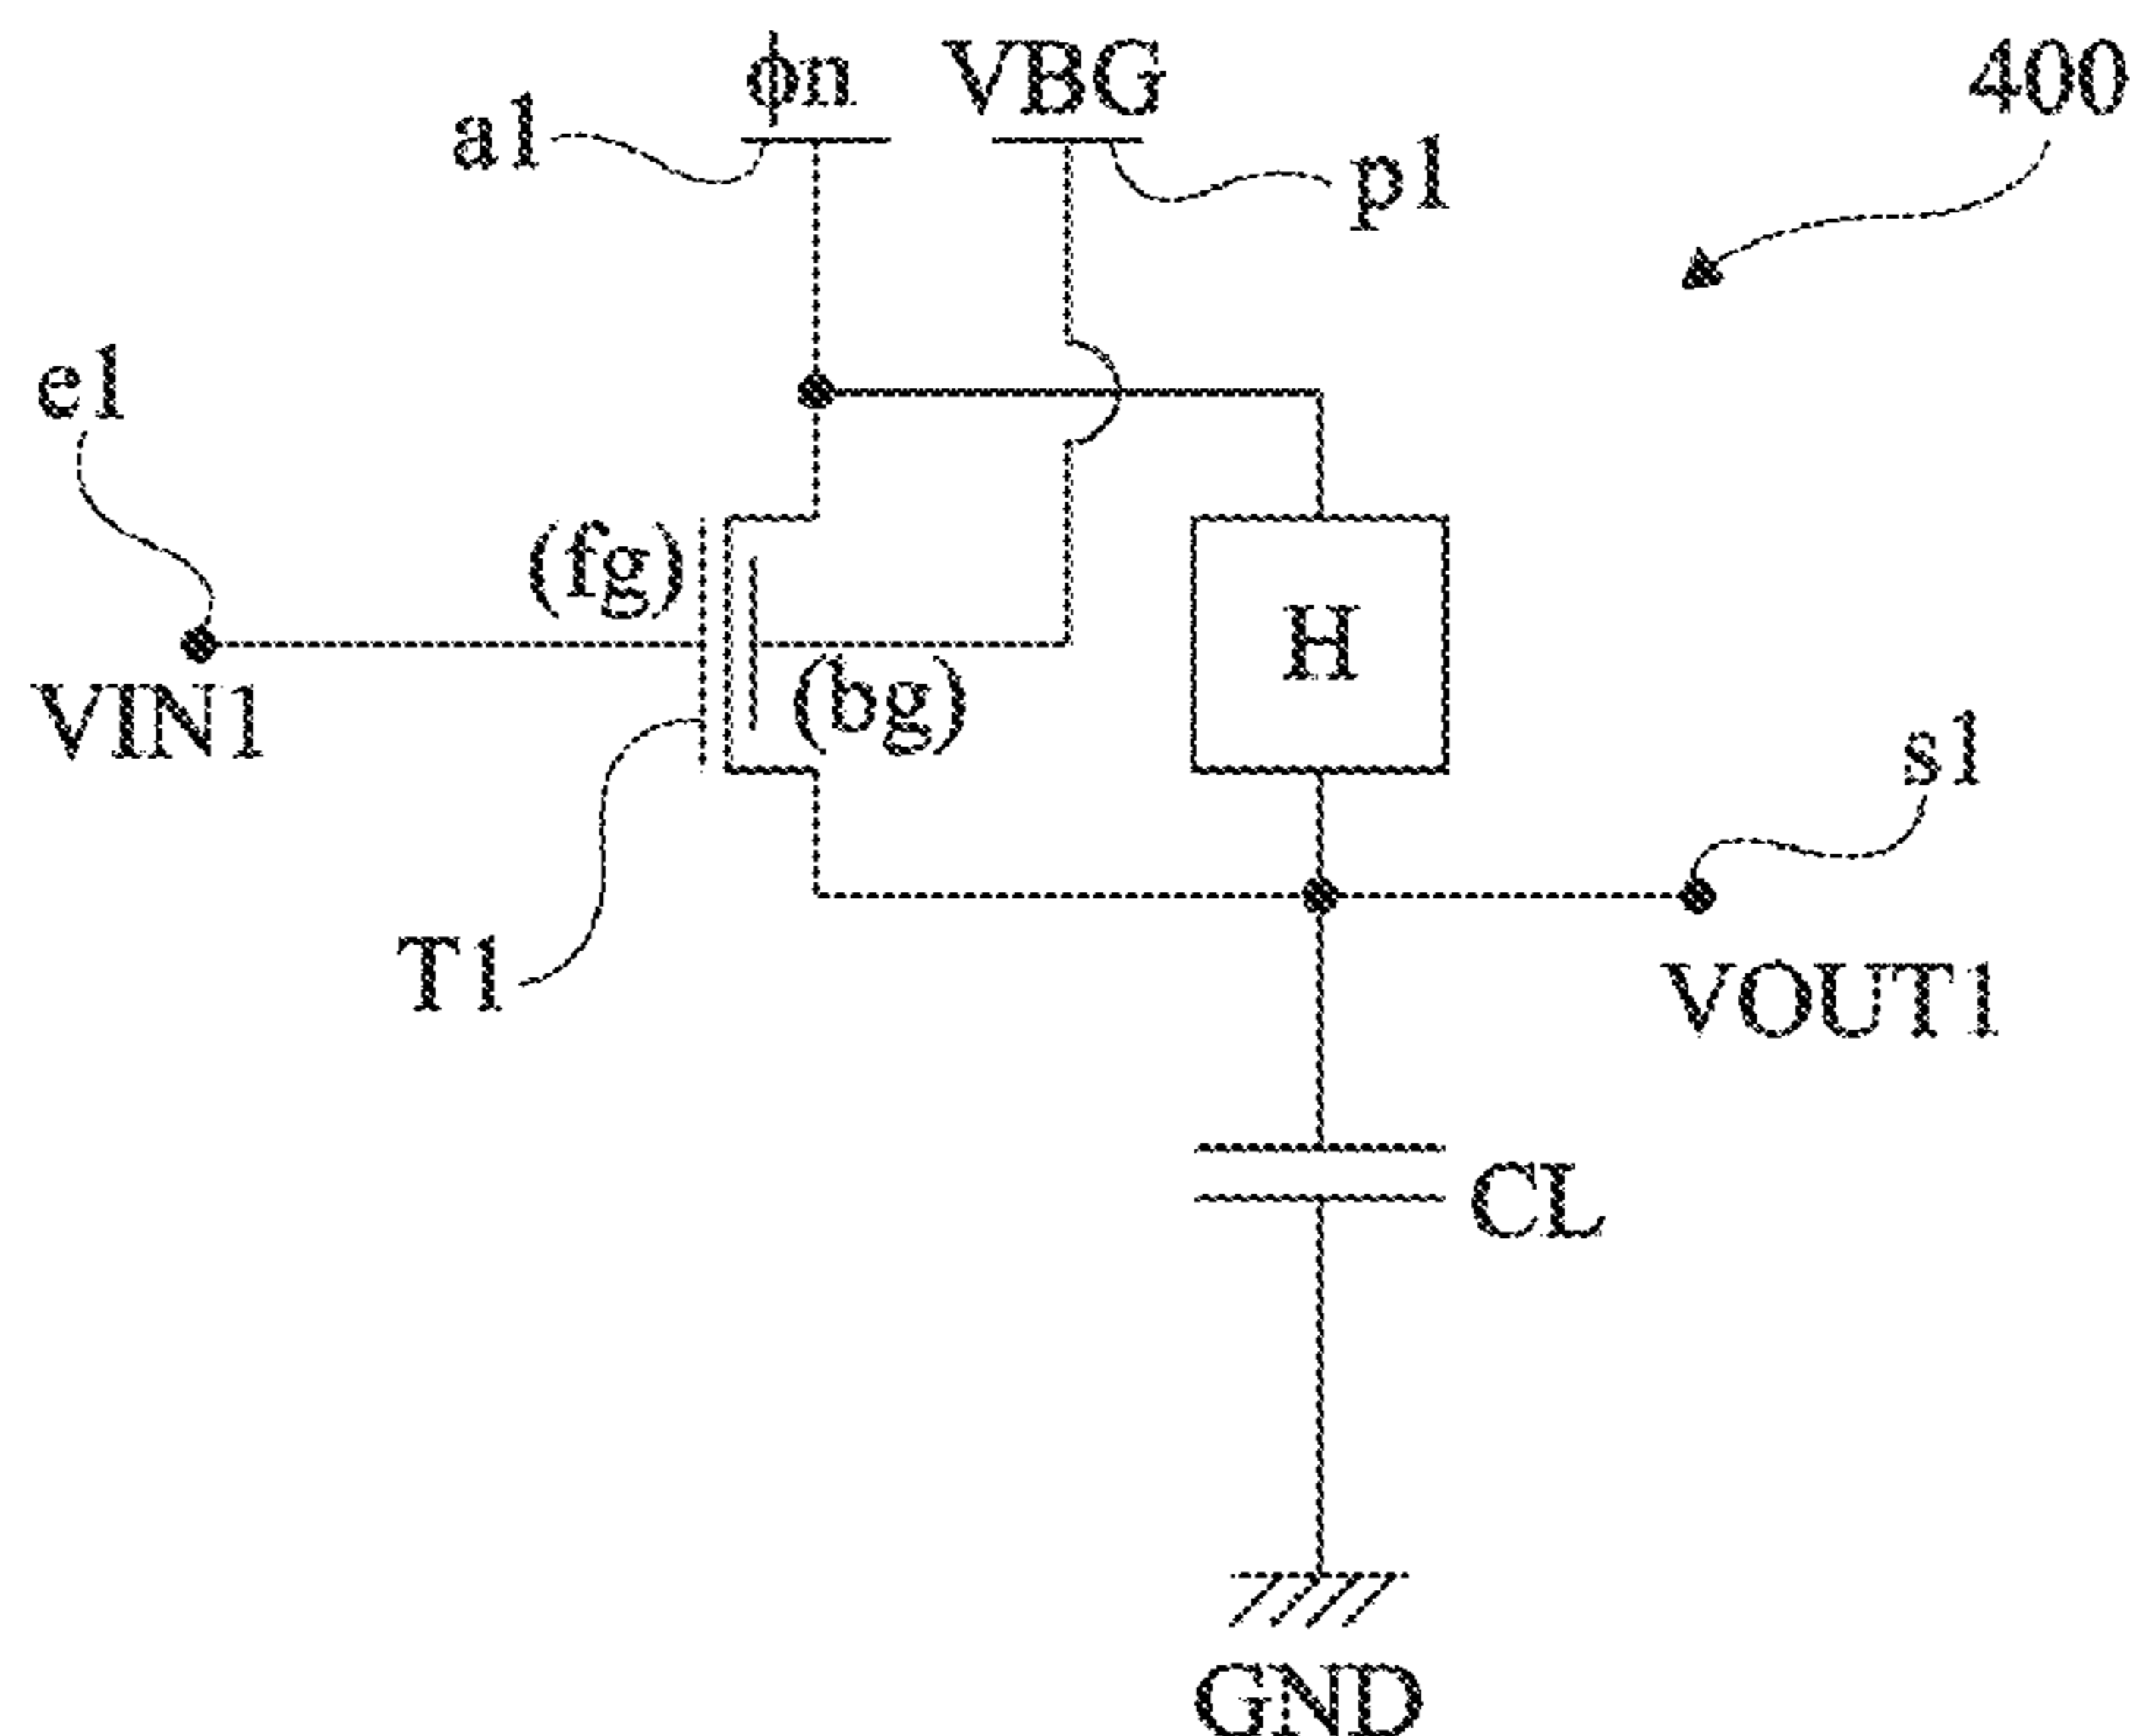 ϕn
VBG
400
a1
p1
e1
(fg)
H
VIN1
(bg)
s1
T1
VOUT1
CL
GND